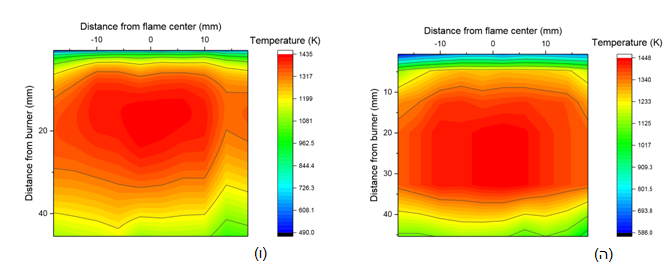 Distance from flame center (mm)
-10 0 10
Temperature (K)
1435
1317
1199
1081
962.5
844.4
726.3
608.1
490.0
Distance from burner (mm)
20
40
(ו)
Distance from flame center (mm)
-10 0 10
Temperature (K)
1448
1340
1233
1125
1017
909.3
801.5
693.8
586.0
Distance from burner (mm)
10
20
30
40
(ה)